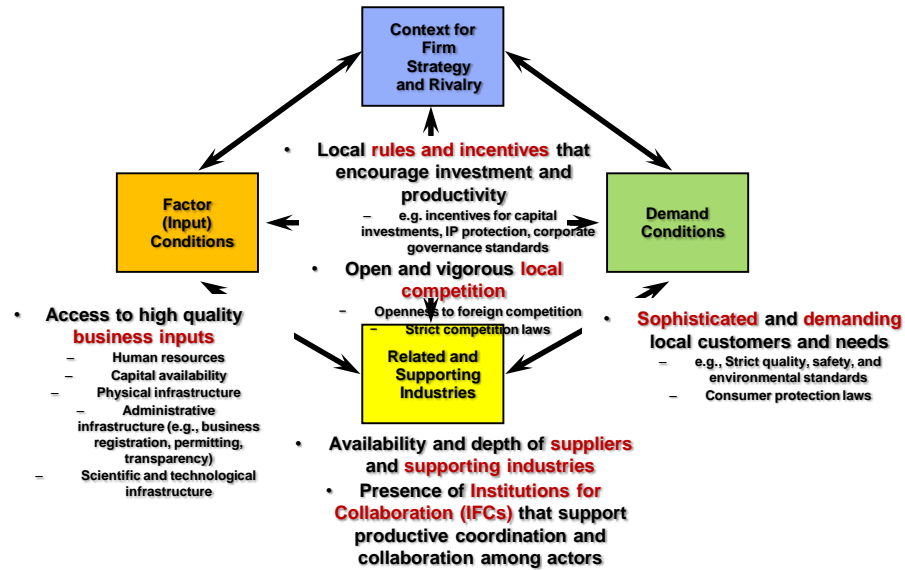 Context for
Firm
Strategy
and Rivalry
• Local rules and incentives that
encourage investment and
productivity
– e.g. incentives for capital
investments, IP protection, corporate
governance standards
• Open and vigorous local
competition
– Openness to foreign competition
– Strict competition laws
Factor
(Input)
Conditions
Demand
Conditions
• Access to high quality
business inputs
– Human resources
– Capital availability
– Physical infrastructure
– Administrative
infrastructure (e.g., business
registration, permitting,
transparency)
– Scientific and technological
infrastructure
Related and
Supporting
Industries
• Sophisticated and demanding
local customers and needs
– e.g., Strict quality, safety, and
environmental standards
– Consumer protection laws
• Availability and depth of suppliers
and supporting industries
• Presence of Institutions for
Collaboration (IFCs) that support
productive coordination and
collaboration among actors